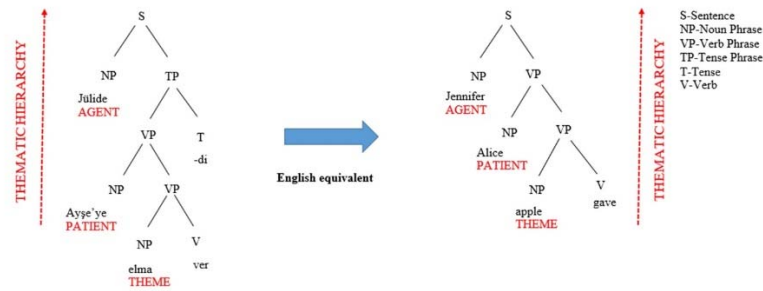 THEMATIC HIERARCHY
S
NP
TP
Jülide
AGENT
VP
T
-di
NP
VP
Ayşe'ye
PATIENT
NP
V
elma
ver
THEME
English equivalent
S
NP
VP
Jennifer
AGENT
NP
VP
Alice
PATIENT
NP
V
apple
gave
THEME
THEMATIC HIERARCHY
S-Sentence
NP-Noun Phrase
VP-Verb Phrase
TP-Tense Phrase
T-Tense
V-Verb